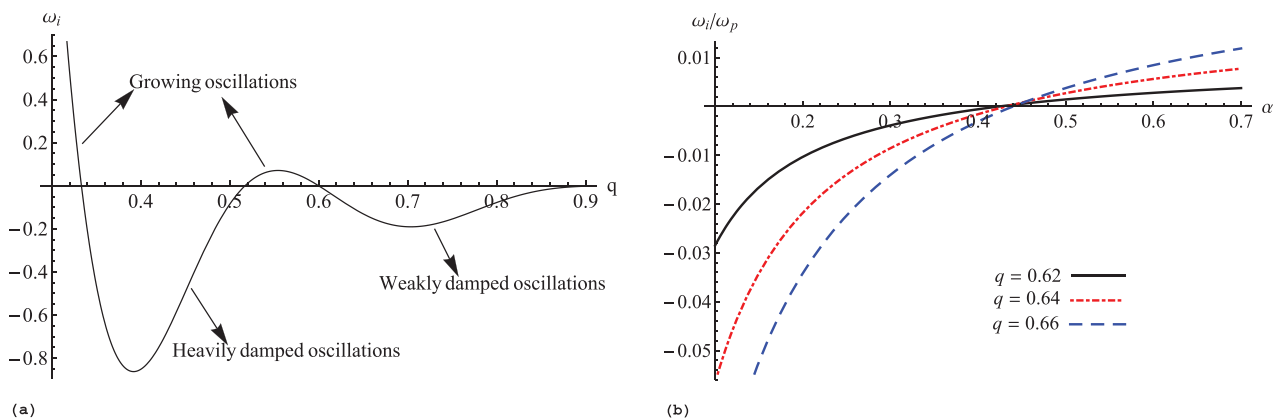 ω_i
0.6
0.4
0.2
−0.2
−0.4
−0.6
−0.8
0.4
0.5
0.6
0.7
0.8
0.9
q
Growing oscillations
Weakly damped oscillations
Heavily damped oscillations
(a)
ω_i/ω_p
0.01
−0.01
−0.02
−0.03
−0.04
−0.05
0.2
0.3
0.4
0.5
0.6
0.7
α
q = 0.62
q = 0.64
q = 0.66
(b)